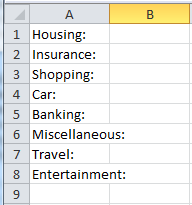 A B
1 Housing:
2 Insurance:
3 Shopping:
4 Car:
5 Banking:
6 Miscellaneous:
7 Travel:
8 Entertainment:
9